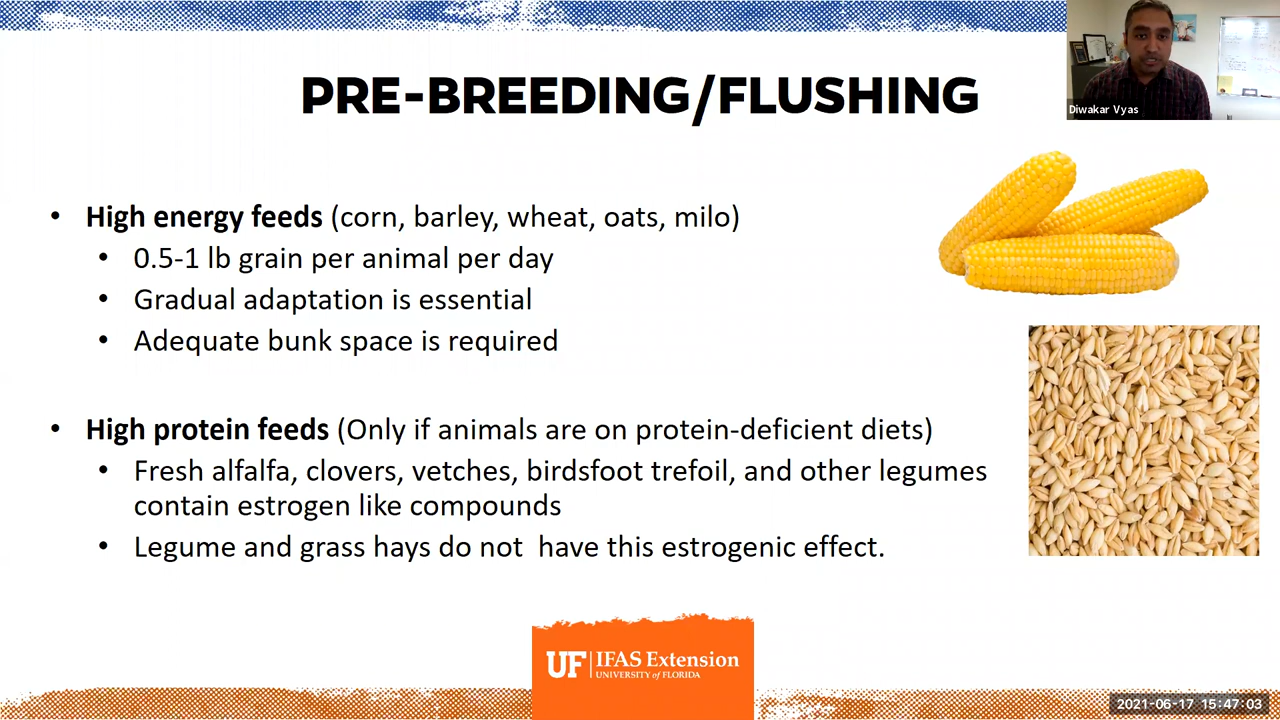 PRE-BREEDING/FLUSHING
Diwakar Vyas
• High energy feeds (corn, barley, wheat, oats, milo)
• 0.5-1 lb grain per animal per day
• Gradual adaptation is essential
• Adequate bunk space is required
• High protein feeds (Only if animals are on protein-deficient diets)
• Fresh alfalfa, clovers, vetches, birdsfoot trefoil, and other legumes
contain estrogen like compounds
• Legume and grass hays do not  have this estrogenic effect.
UF | IFAS Extension
UNIVERSITY of FLORIDA
2021-06-17 15:47:03